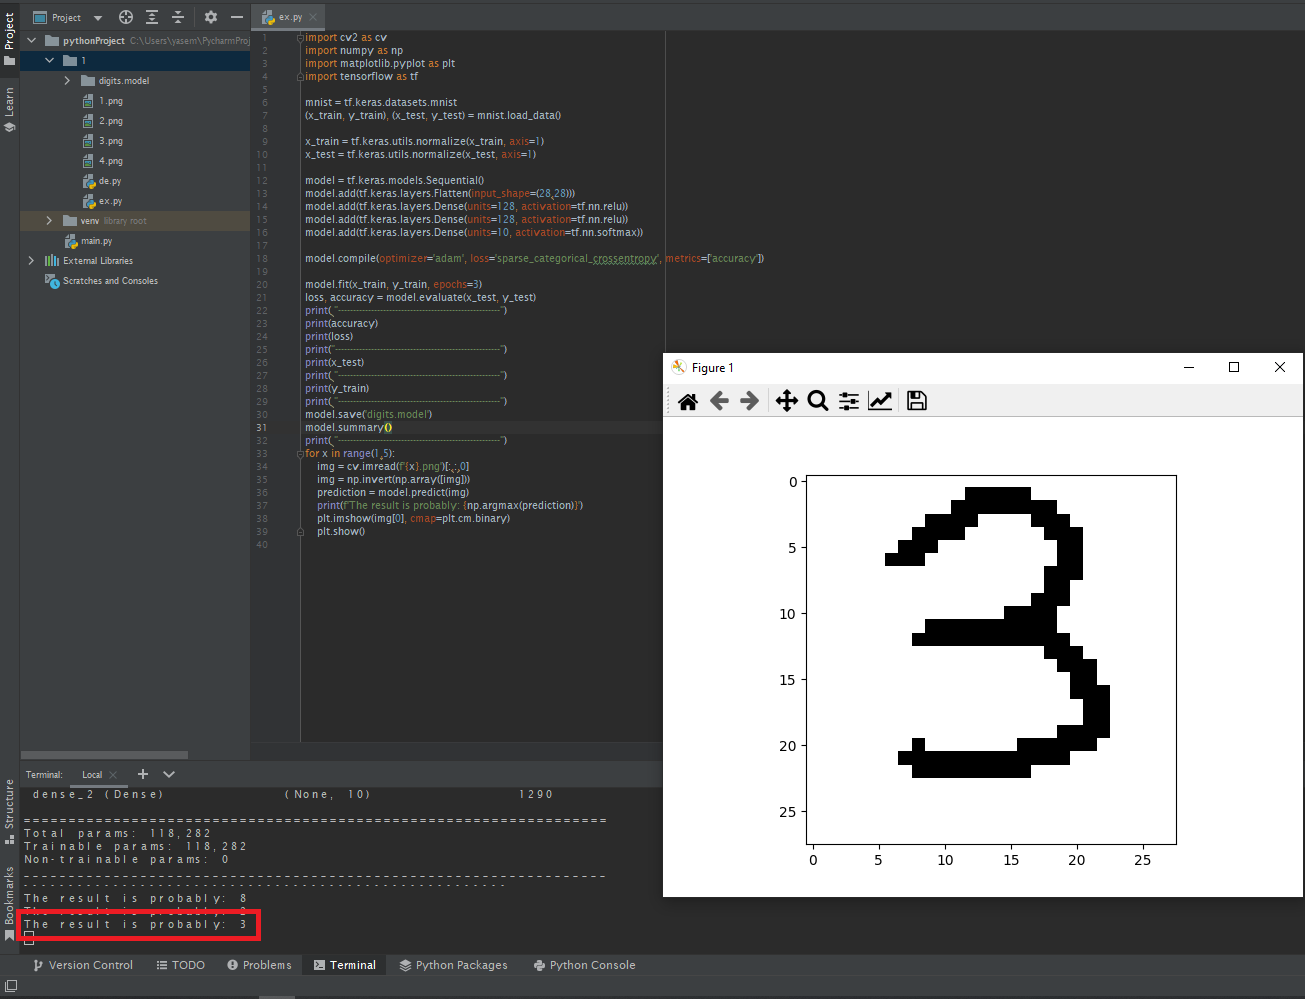 Project
ex.py
Project
Learn
Structure
Bookmarks
pythonProject C:\Users\yasem\PycharmProj
1
digits.model
1.png
2.png
3.png
4.png
de.py
ex.py
venv library root
main.py
External Libraries
Scratches and Consoles
1 import cv2 as cv
2 import numpy as np
3 import matplotlib.pyplot as plt
4 import tensorflow as tf
5
6 mnist = tf.keras.datasets.mnist
7 (x_train, y_train), (x_test, y_test) = mnist.load_data()
8
9 x_train = tf.keras.utils.normalize(x_train, axis=1)
10 x_test = tf.keras.utils.normalize(x_test, axis=1)
11
12 model = tf.keras.models.Sequential()
13 model.add(tf.keras.layers.Flatten(input_shape=(28,28)))
14 model.add(tf.keras.layers.Dense(units=128, activation=tf.nn.relu))
15 model.add(tf.keras.layers.Dense(units=128, activation=tf.nn.relu))
16 model.add(tf.keras.layers.Dense(units=10, activation=tf.nn.softmax))
17
18 model.compile(optimizer='adam', loss='sparse_categorical_crossentropy', metrics=['accuracy'])
19
20 model.fit(x_train, y_train, epochs=3)
21 loss, accuracy = model.evaluate(x_test, y_test)
22 print( "------------------------------------------------------")
23 print(accuracy)
24 print(loss)
25 print("------------------------------------------------------")
26 print(x_test)
27 print( "------------------------------------------------------")
28 print(y_train)
29 print( "------------------------------------------------------")
30 model.save('digits.model')
31 model.summary()
32 print( "------------------------------------------------------")
33 for x in range(1,5):
34 img = cv.imread(f'{x}.png')[:,:,0]
35 img = np.invert(np.array([img]))
36 prediction = model.predict(img)
37 print(f'The result is probably: {np.argmax(prediction)}')
38 plt.imshow(img[0], cmap=plt.cm.binary)
39 plt.show()
40
Figure 1
0
5
10
15
20
25
0 5 10 15 20 25
3
Terminal: Local
dense_2 (Dense) (None, 10) 1290
=================================================================
Total params: 118,282
Trainable params: 118,282
Non-trainable params: 0
_________________________________________________________________
------------------------------------------------------
The result is probably: 8
The result is probably:
The result is probably: 3
Version Control TODO Problems Terminal Python Packages Python Console